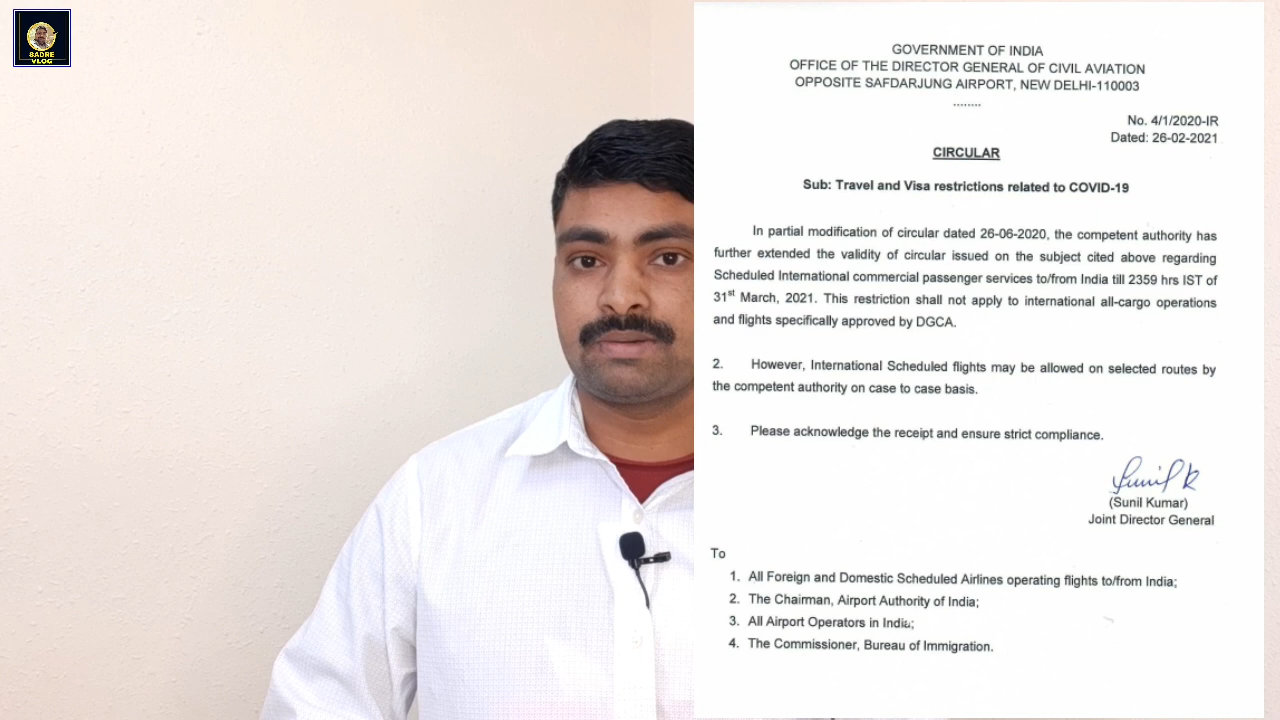 SADRE
VLOG
GOVERNMENT OF INDIA
OFFICE OF THE DIRECTOR GENERAL OF CIVIL AVIATION
OPPOSITE SAFDARJUNG AIRPORT, NEW DELHI-110003
........
No. 4/1/2020-IR
Dated: 26-02-2021
CIRCULAR
Sub: Travel and Visa restrictions related to COVID-19
In partial modification of circular dated 26-06-2020, the competent authority has
further extended the validity of circular issued on the subject cited above regarding
Scheduled International commercial passenger services to/from India till 2359 hrs IST of
31st March, 2021. This restriction shall not apply to international all-cargo operations
and flights specifically approved by DGCA.
2. However, International Scheduled flights may be allowed on selected routes by
the competent authority on case to case basis.
3. Please acknowledge the receipt and ensure strict compliance.
Sunil K
(Sunil Kumar)
Joint Director General
To
1. All Foreign and Domestic Scheduled Airlines operating flights to/from India;
2. The Chairman, Airport Authority of India;
3. All Airport Operators in India;
4. The Commissioner, Bureau of Immigration.